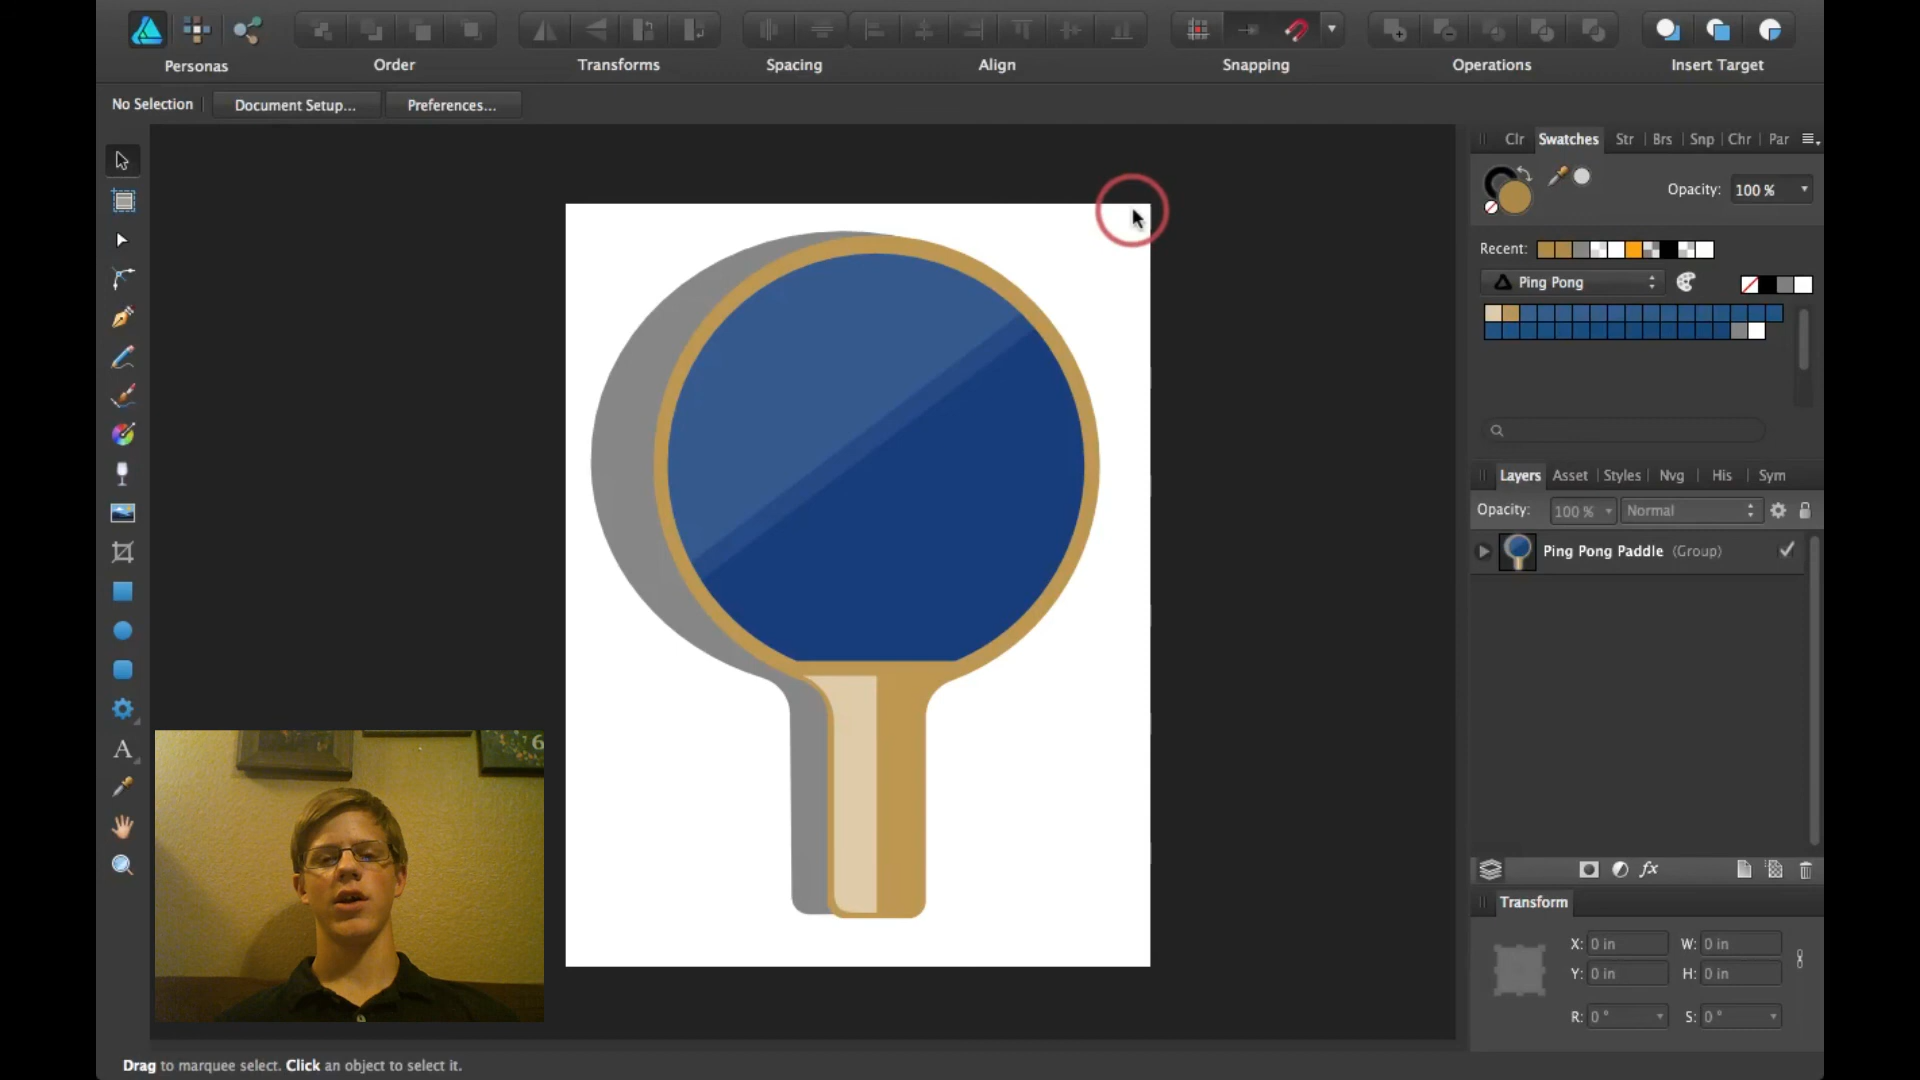 Personas
Order
Transforms
Spacing
Align
Snapping
Operations
Insert Target
No Selection
Document Setup...
Preferences...
Clr
Swatches
Str
Brs
Snp
Chr
Par
Opacity:
100 %
Recent:
Ping Pong
Layers
Asset
Styles
Nvg
His
Sym
Opacity:
100 %
Normal
Ping Pong Paddle (Group)
fx
Transform
X: 0 in
W: 0 in
Y: 0 in
H: 0 in
R: 0 °
S: 0 °
A
6
Drag to marquee select. Click an object to select it.